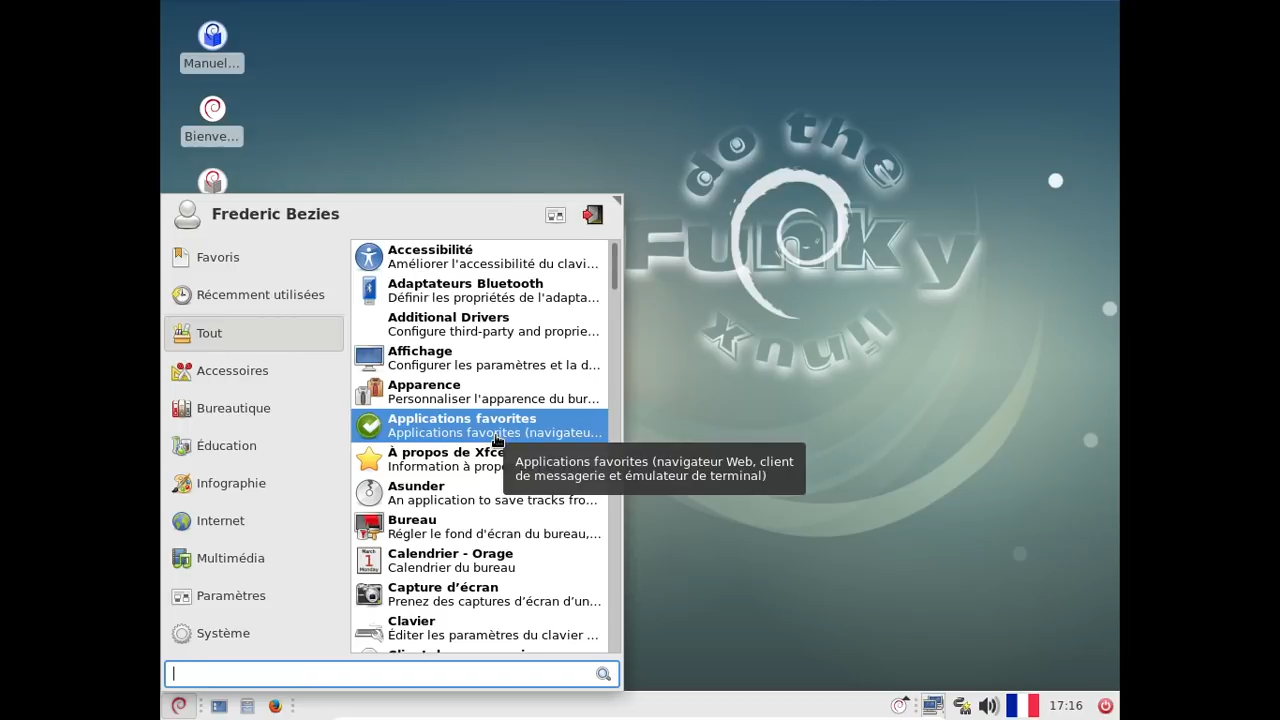 Manuel...
Bienve...
do the
Funky
linux
Frederic Bezies
Favoris
Récemment utilisées
Tout
Accessoires
Bureautique
Éducation
Infographie
Internet
Multimédia
Paramètres
Système
Accessibilité
Améliorer l'accessibilité du clavi...
Adaptateurs Bluetooth
Définir les propriétés de l'adapta...
Additional Drivers
Configure third-party and proprie...
Affichage
Configurer les paramètres et la d...
Apparence
Personnaliser l'apparence du bur...
Applications favorites
Applications favorites (navigateu...
À propos de Xfce
Information à prop
Applications favorites (navigateur Web, client
de messagerie et émulateur de terminal)
Asunder
An application to save tracks fro...
Bureau
Régler le fond d'écran du bureau,...
Calendrier - Orage
Calendrier du bureau
Capture d’écran
Prenez des captures d’écran d’un...
Clavier
Éditer les paramètres du clavier ...
17:16